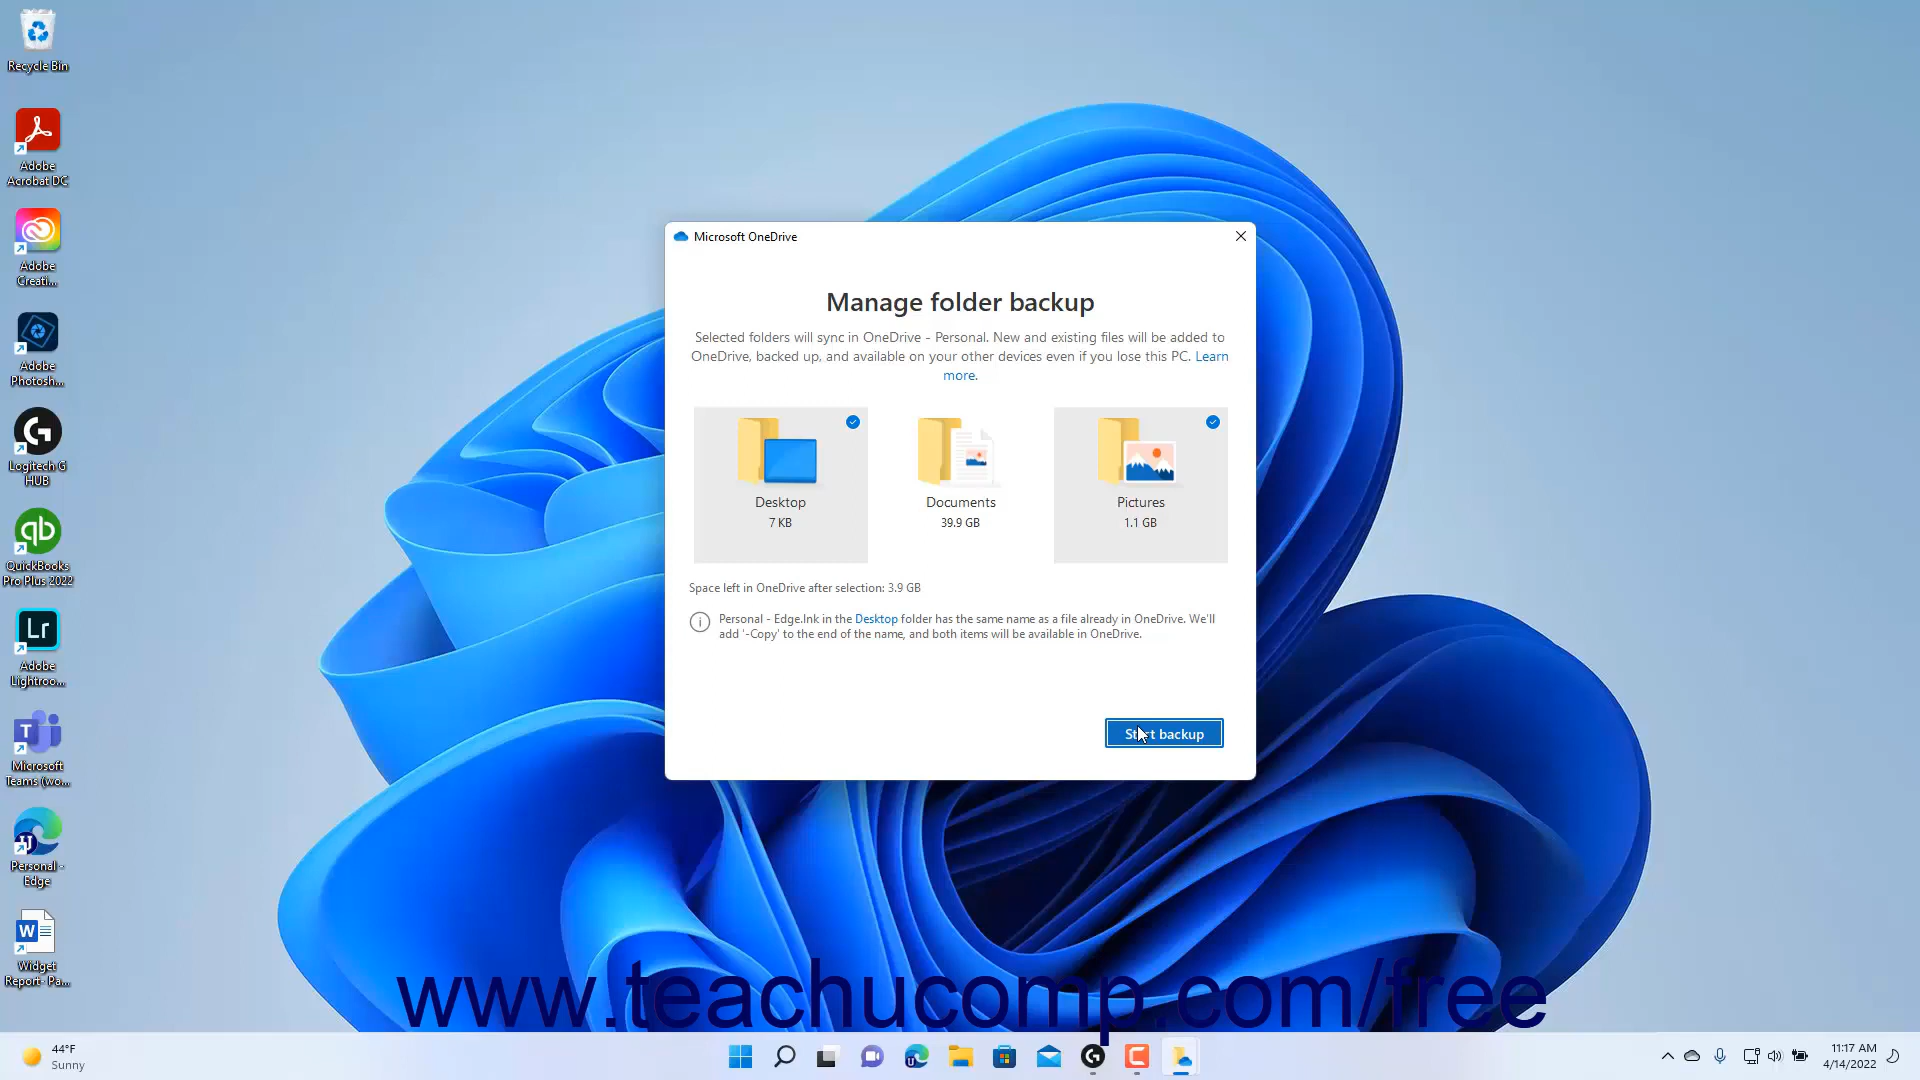 Recycle Bin
Adobe
Acrobat DC
Adobe
Creati...
Adobe
Photosh...
Logitech G
HUB
QuickBooks
Pro Plus 2022
Lr
Adobe
Lightroo...
Microsoft
Teams (wo...
Personal -
Edge
Widget
Report- Pa...
Microsoft OneDrive
Manage folder backup
Selected folders will sync in OneDrive - Personal. New and existing files will be added to
OneDrive, backed up, and available on your other devices even if you lose this PC. Learn
more.
Desktop
7 KB
Documents
39.9 GB
Pictures
1.1 GB
Space left in OneDrive after selection: 3.9 GB
Personal - Edge.lnk in the Desktop folder has the same name as a file already in OneDrive. We'll
add '-Copy' to the end of the name, and both items will be available in OneDrive.
Start backup
www.teachucomp.com/free
44°F
Sunny
11:17 AM
4/14/2022